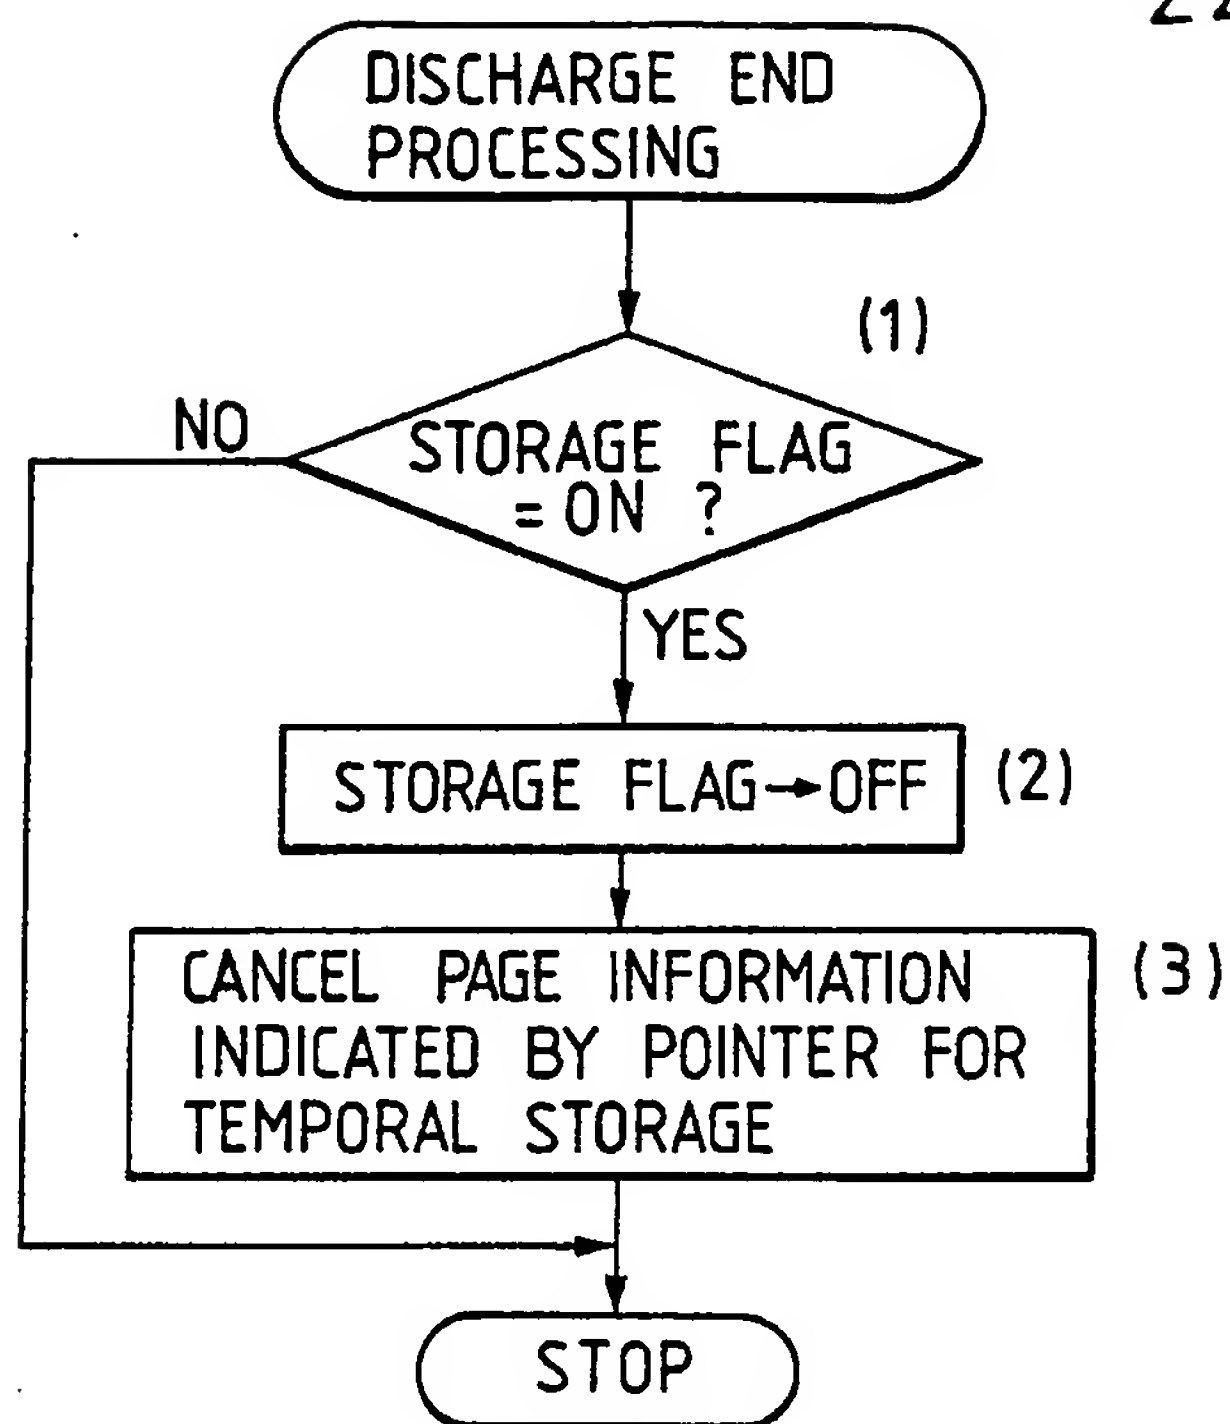 DISCHARGE END
PROCESSING
(1)
NO
STORAGE FLAG
= ON ?
YES
STORAGE FLAG→OFF
(2)
CANCEL PAGE INFORMATION
INDICATED BY POINTER FOR
TEMPORAL STORAGE
(3)
STOP